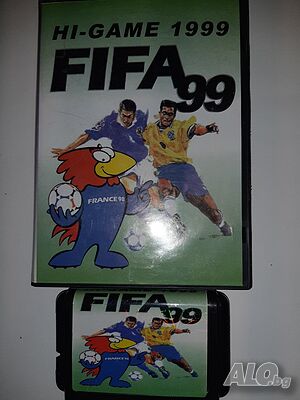 HI-GAME 1999
FIFA 99
FRANCE 98
FIFA 99
ALO.bg